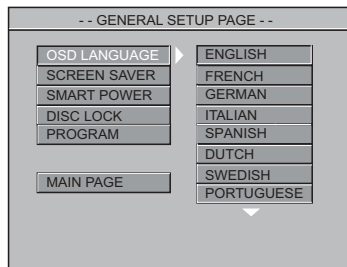 - - GENERAL SETUP PAGE - -
OSD LANGUAGE
SCREEN SAVER
SMART POWER
DISC LOCK
PROGRAM
MAIN PAGE
ENGLISH
FRENCH
GERMAN
ITALIAN
SPANISH
DUTCH
SWEDISH
PORTUGUESE